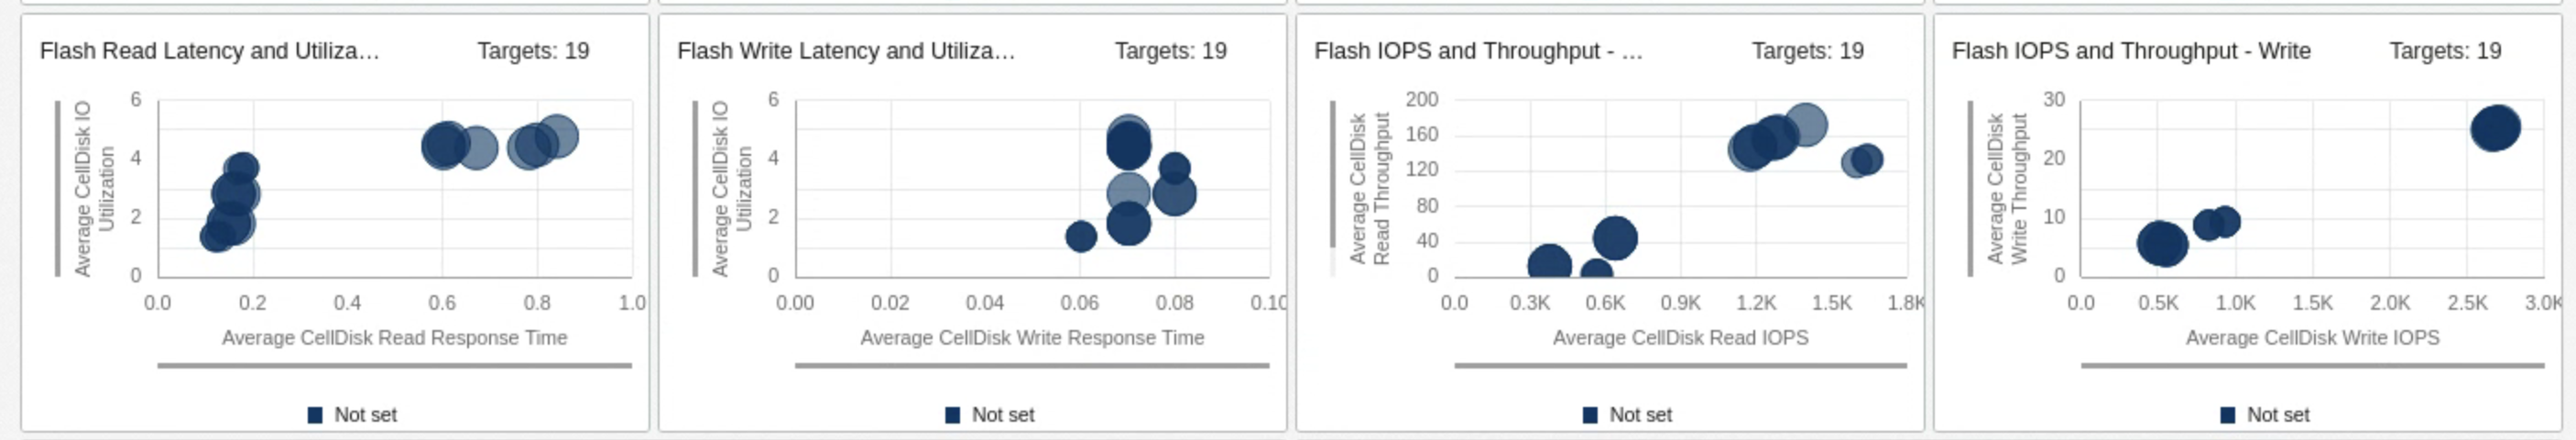 Flash Read Latency and Utiliza… Targets: 19
Average CellDisk IO
Utilization
6
4
2
0
0.0 0.2 0.4 0.6 0.8 1.0
Average CellDisk Read Response Time
Not set
Flash Write Latency and Utiliza… Targets: 19
Average CellDisk IO
Utilization
6
4
2
0
0.00 0.02 0.04 0.06 0.08 0.10
Average CellDisk Write Response Time
Not set
Flash IOPS and Throughput - … Targets: 19
Average CellDisk
Read Throughput
200
160
120
80
40
0
0.0 0.3K 0.6K 0.9K 1.2K 1.5K 1.8K
Average CellDisk Read IOPS
Not set
Flash IOPS and Throughput - Write Targets: 19
Average CellDisk
Write Throughput
30
20
10
0
0.0 0.5K 1.0K 1.5K 2.0K 2.5K 3.0K
Average CellDisk Write IOPS
Not set